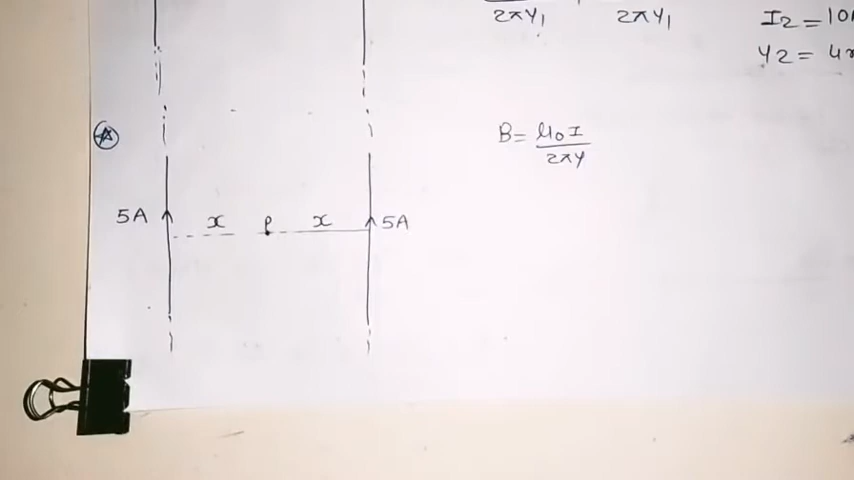 2πY₁ 2πY₁
I₂ = 10
Y₂ = 4
B = μ₀I
2πY
5A x P x 5A